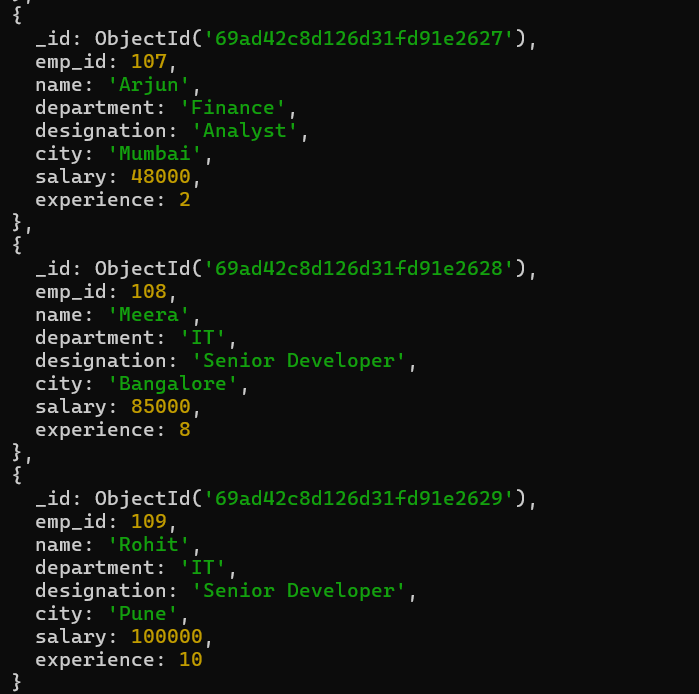 },
{
_id: ObjectId('69ad42c8d126d31fd91e2627'),
emp_id: 107,
name: 'Arjun',
department: 'Finance',
designation: 'Analyst',
city: 'Mumbai',
salary: 48000,
experience: 2
},
{
_id: ObjectId('69ad42c8d126d31fd91e2628'),
emp_id: 108,
name: 'Meera',
department: 'IT',
designation: 'Senior Developer',
city: 'Bangalore',
salary: 85000,
experience: 8
},
{
_id: ObjectId('69ad42c8d126d31fd91e2629'),
emp_id: 109,
name: 'Rohit',
department: 'IT',
designation: 'Senior Developer',
city: 'Pune',
salary: 100000,
experience: 10
}